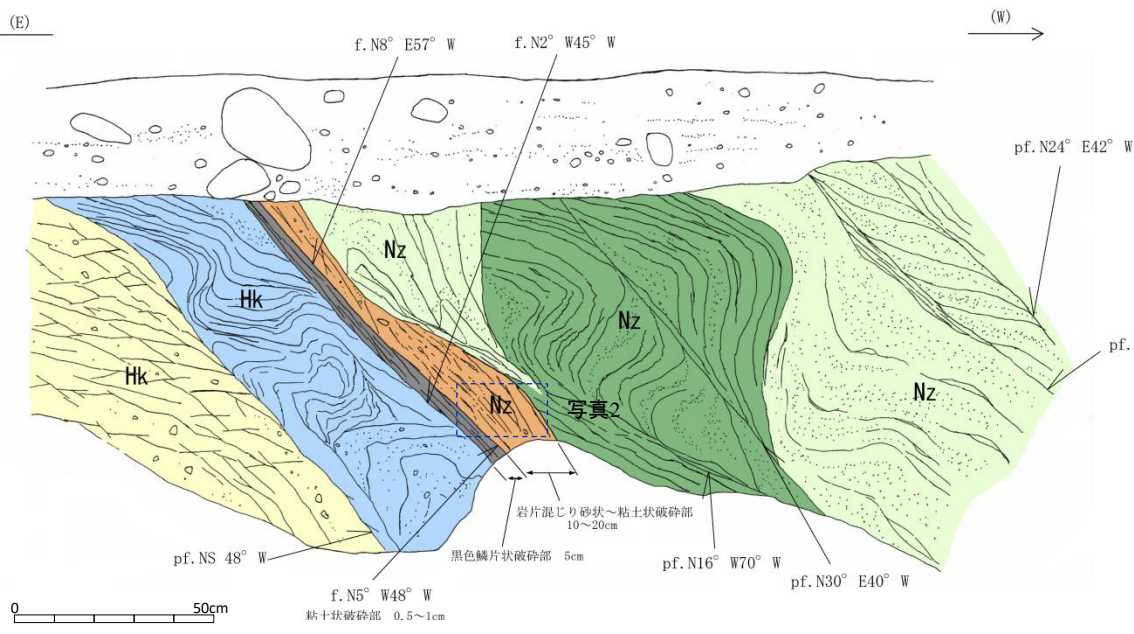 (E)
(W)
f.N8° E57° W
f.N2° W45° W
pf.N24° E42° W
Nz
Hk
Nz
pf.
Hk
Nz
写真2
Nz
岩片混じり砂状～粘土状破砕部
10～20cm
黒色鱗片状破砕部 5cm
pf.NS 48° W
pf.N16° W70° W
pf.N30° E40° W
f.N5° W48° W
粘土状破砕部 0.5～1cm
0
50cm